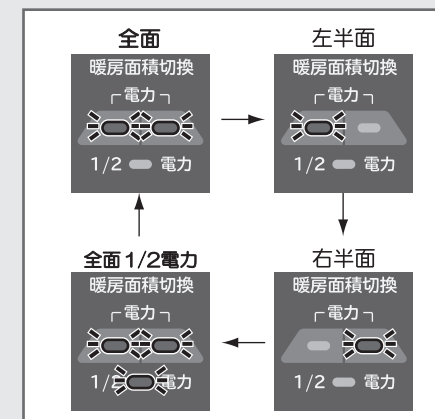 全面
暖房面積切換
電力
1/2 電力
左半面
暖房面積切換
電力
1/2 電力
全面1/2電力
暖房面積切換
電力
1/2 電力
右半面
暖房面積切換
電力
1/2 電力